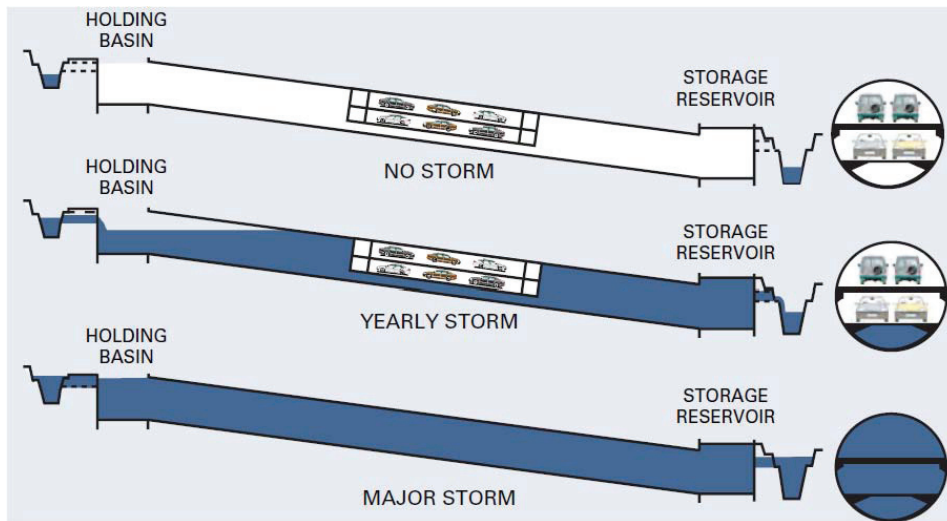 HOLDING
BASIN
STORAGE
RESERVOIR
NO STORM
HOLDING
BASIN
STORAGE
RESERVOIR
YEARLY STORM
HOLDING
BASIN
STORAGE
RESERVOIR
MAJOR STORM